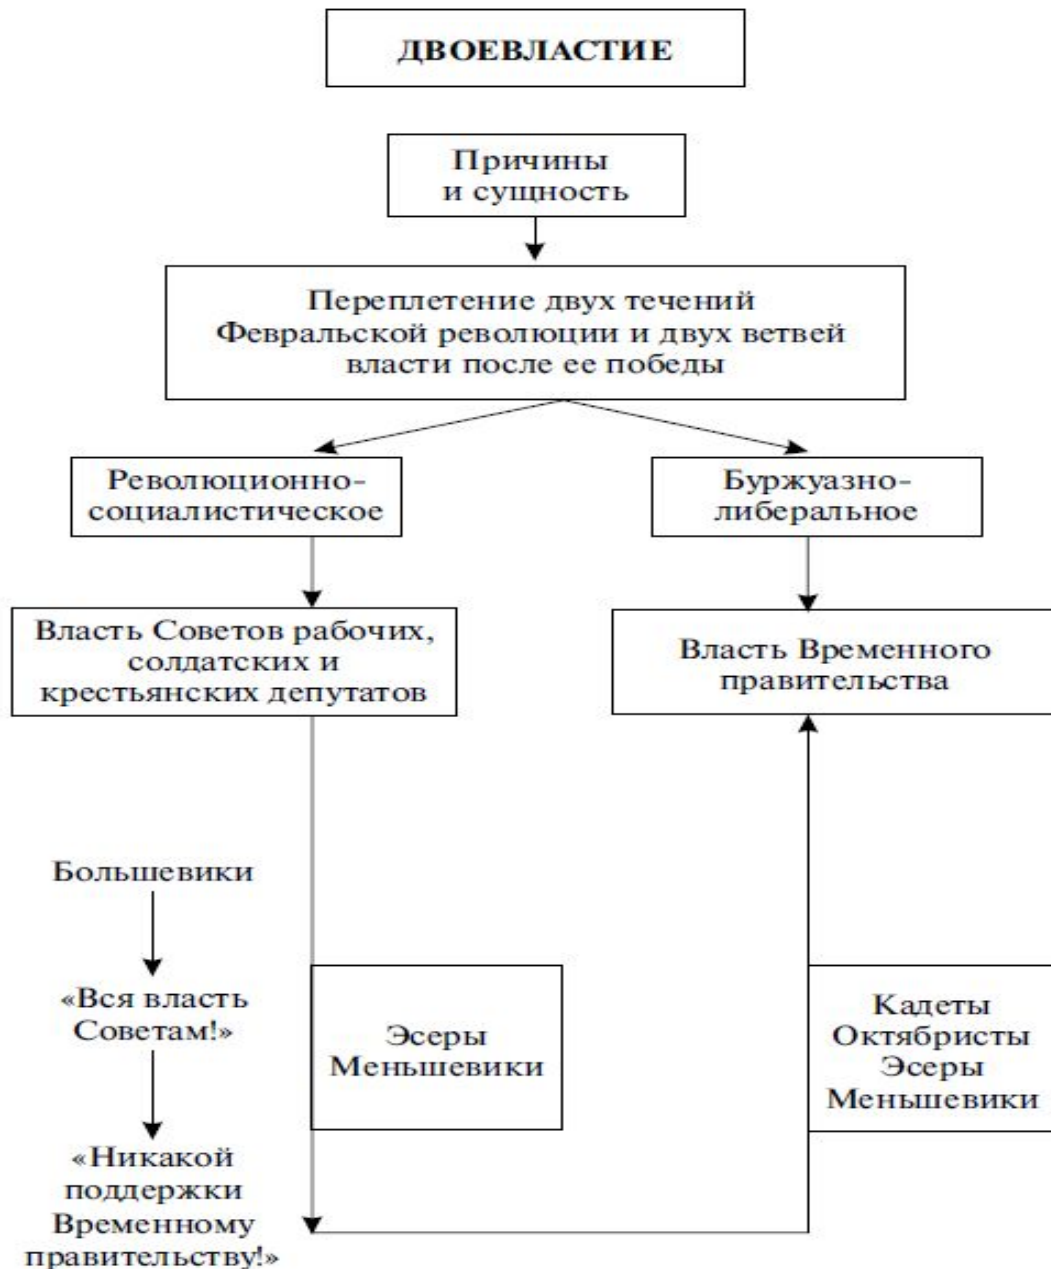 ДВОЕВЛАСТИЕ
Причины
и сущность
Переплетение двух течений
Февральской революции и двух ветвей
власти после ее победы
Революционно-
социалистическое
Буржуазно-
либеральное
Власть Советов рабочих,
солдатских и
крестьянских депутатов
Власть Временного
правительства
Большевики
«Вся власть
Советам!»
«Никакой
поддержки
Временному
правительству!»
Эсеры
Меньшевики
Кадеты
Октябристы
Эсеры
Меньшевики